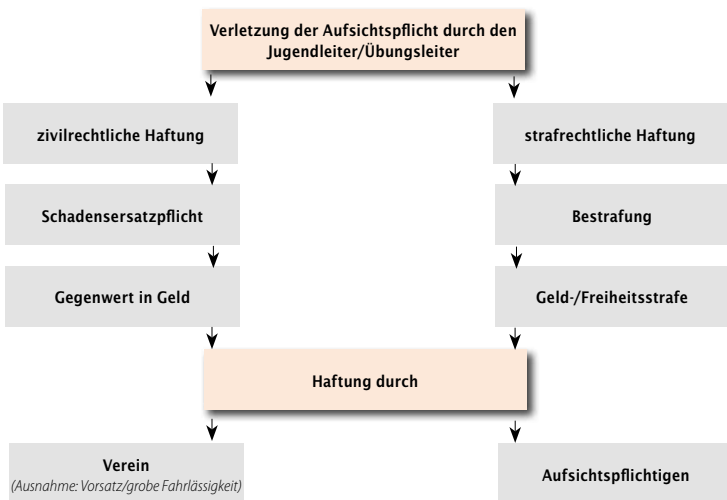 Verletzung der Aufsichtspflicht durch den
Jugendleiter/Übungsleiter
zivilrechtliche Haftung
strafrechtliche Haftung
Schadensersatzpflicht
Bestrafung
Gegenwert in Geld
Geld-/Freiheitsstrafe
Haftung durch
Verein
(Ausnahme: Vorsatz/grobe Fahrlässigkeit)
Aufsichtspflichtigen